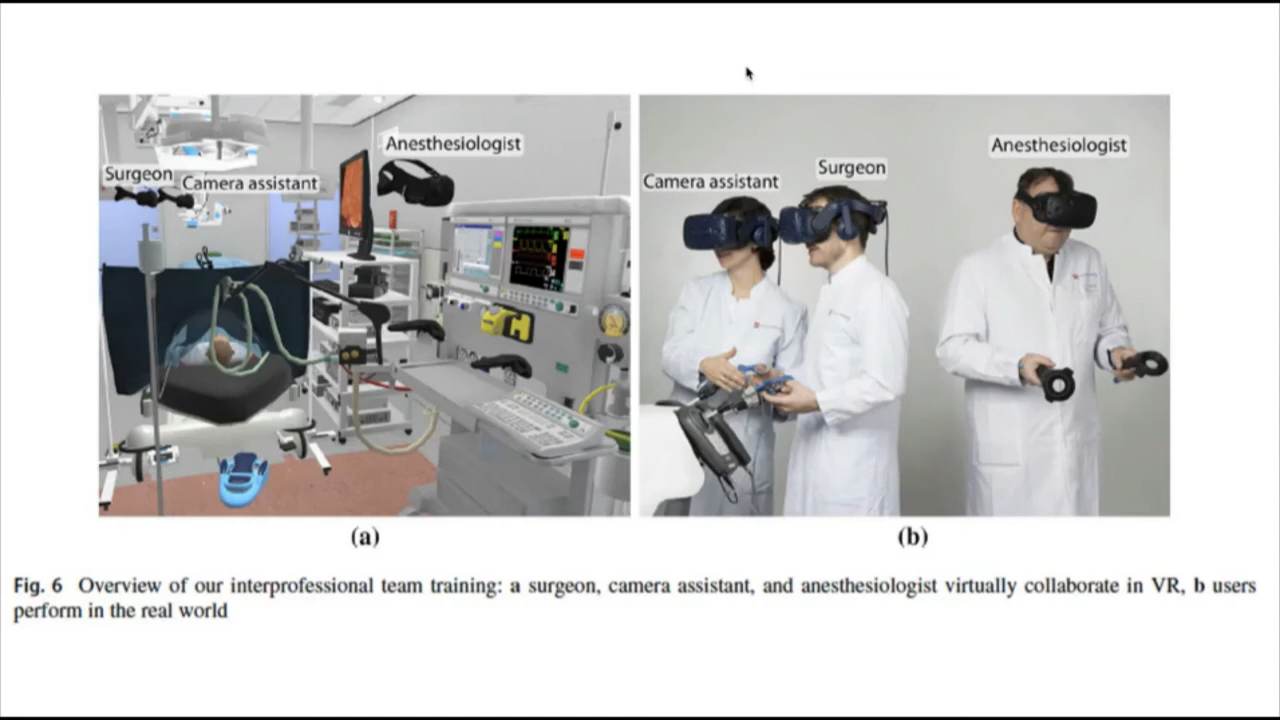 Surgeon
Camera assistant
Anesthesiologist
Camera assistant
Surgeon
Anesthesiologist
(a)
(b)
Fig. 6 Overview of our interprofessional team training: a surgeon, camera assistant, and anesthesiologist virtually collaborate in VR, b users
perform in the real world